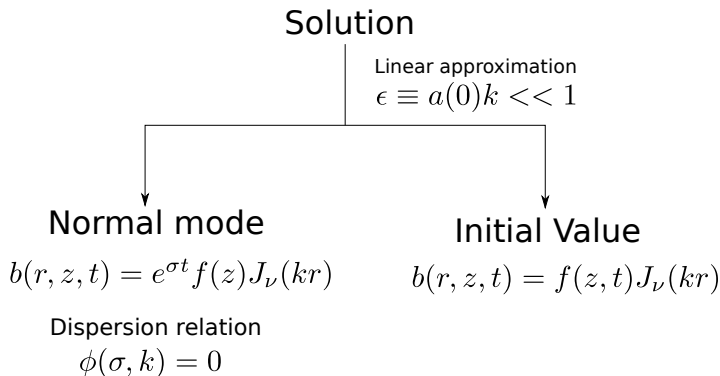 Solution
Linear approximation
ϵ ≡ a(0)k << 1
Normal mode
b(r, z, t) = e^{σt} f(z)J_ν(kr)
Dispersion relation
ϕ(σ, k) = 0
Initial Value
b(r, z, t) = f(z, t)J_ν(kr)